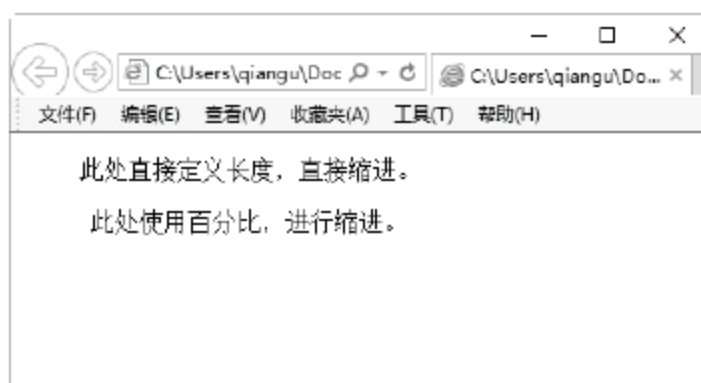 C:\Users\qiangu\Doc C:\Users\qiangu\Do...
文件(F) 编辑(E) 查看(V) 收藏夹(A) 工具(T) 帮助(H)
此处直接定义长度，直接缩进。
此处使用百分比，进行缩进。